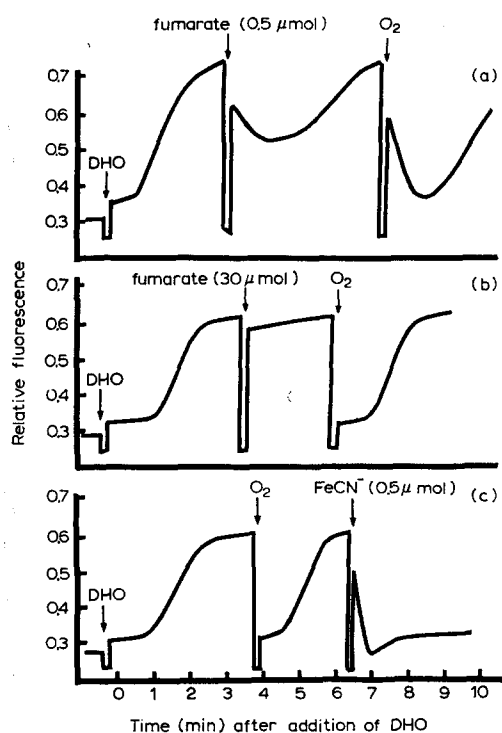 fumarate (0,5 μmol)
O₂
(a)
0,7
0,6
0,5
0,4
0,3
DHO
fumarate (30 μmol)
O₂
(b)
0,7
0,6
0,5
0,4
0,3
DHO
Relative fluorescence
O₂
FeCN⁻ (0,5 μ mol)
(c)
0,7
0,6
0,5
0,4
0,3
DHO
0 1 2 3 4 5 6 7 8 9 10
Time (min) after addition of DHO